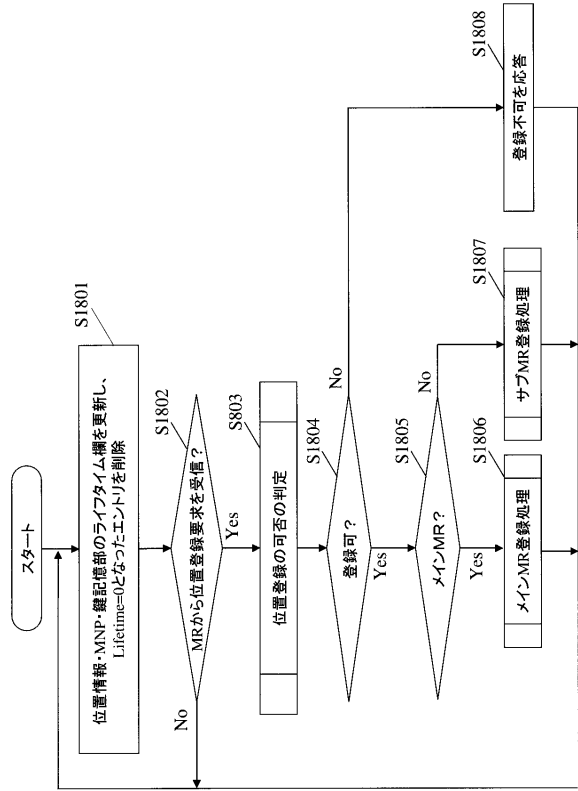 スタート
S1801
位置情報・MNP・鍵記憶部のライフタイム欄を更新し、
Lifetime=0となったエントリを削除
S1802
MRから位置登録要求を受信?
No
Yes
S803
位置登録の可否の判定
S1804
登録可?
No
Yes
S1805
メインMR?
No
Yes
S1806
メインMR登録処理
S1807
サブMR登録処理
S1808
登録不可を応答